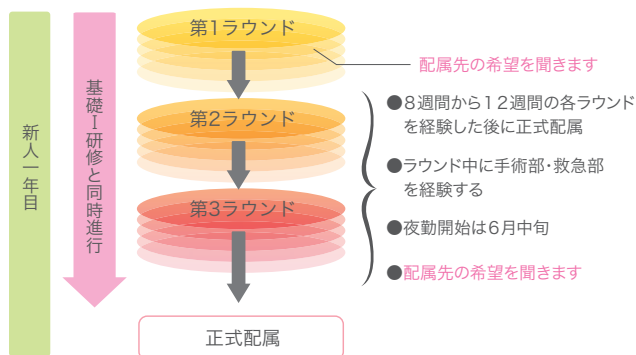 新人一年目
基礎Ⅰ研修と同時進行
第1ラウンド
配属先の希望を聞きます
第2ラウンド
第3ラウンド
正式配属
●8週間から12週間の各ラウンド
を経験した後に正式配属
●ラウンド中に手術部・救急部
を経験する
●夜勤開始は6月中旬
●配属先の希望を聞きます